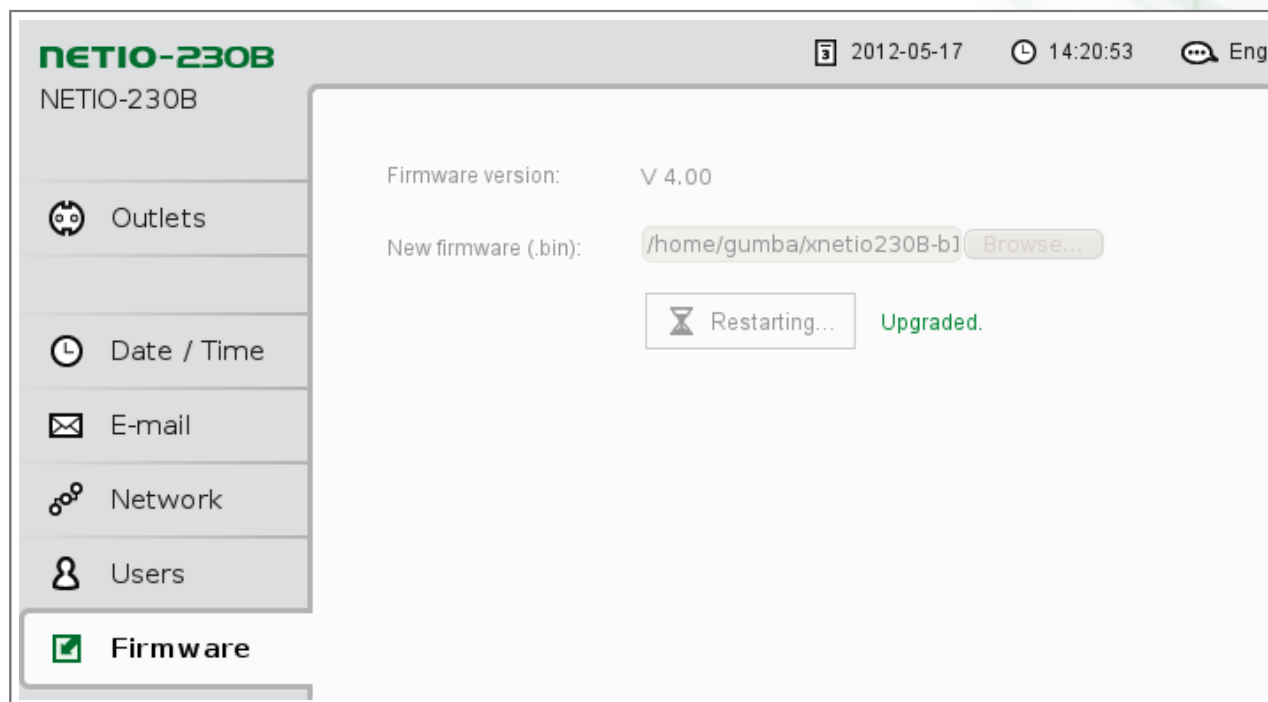 NETIO-230B
2012-05-17 14:20:53 Eng
NETIO-230B
Firmware version: V 4.00
Outlets
New firmware (.bin): /home/gumba/xnetio230B-b1 Browse...
Restarting... Upgraded.
Date / Time
E-mail
Network
Users
Firmware